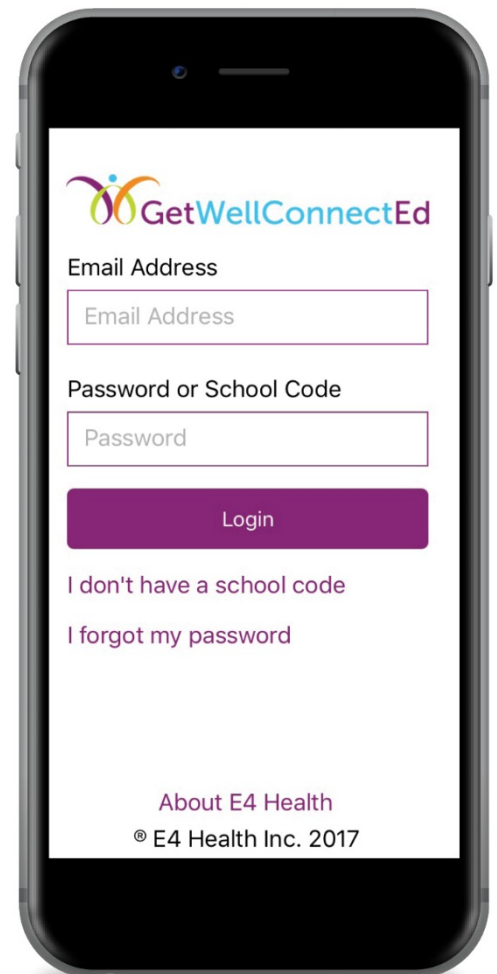 GetWellConnectEd
Email Address
Email Address
Password or School Code
Password
Login
I don't have a school code
I forgot my password
About E4 Health
® E4 Health Inc. 2017